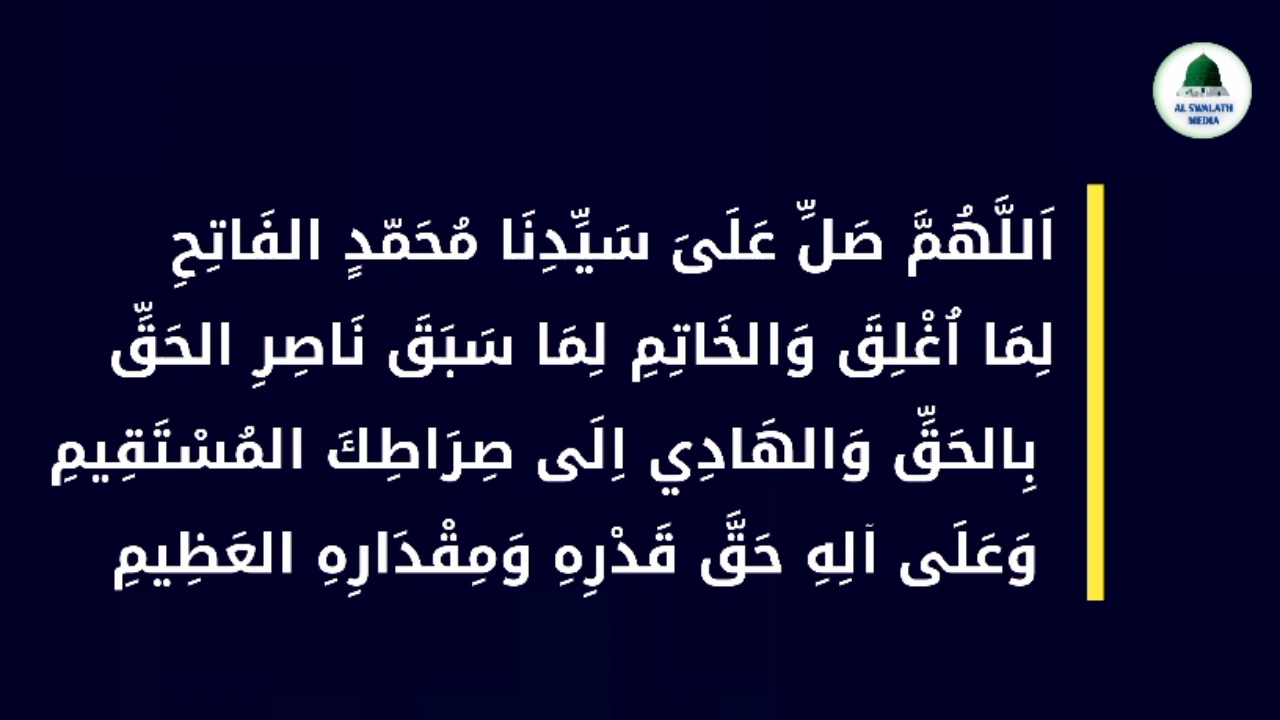 اَللَّهُمَّ صَلِّ عَلَىَ سَيِّدِنَا مُحَمَّدٍ الفَاتِحِ
لِمَا اُغْلِقَ وَالخَاتِمِ لِمَا سَبَقَ نَاصِرِ الحَقِّ
بِالحَقِّ وَالهَادِي اِلَى صِرَاطِكَ المُسْتَقِيمِ
وَعَلَى آلِهِ حَقَّ قَدْرِهِ وَمِقْدَارِهِ العَظِيمِ
AL SWALATH
MEDIA